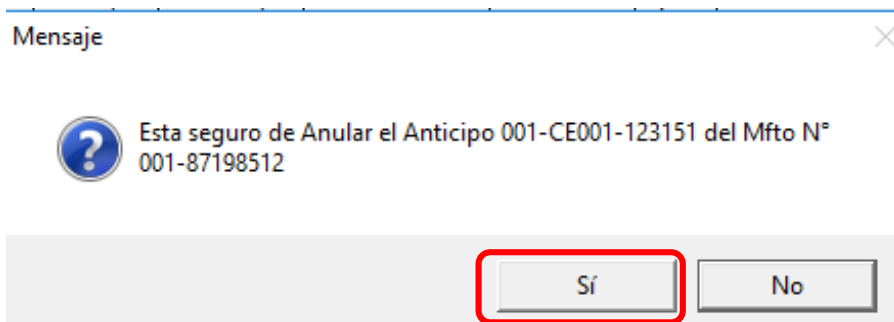 Mensaje
Esta seguro de Anular el Anticipo 001-CE001-123151 del Mfto N°
001-87198512
Sí
No